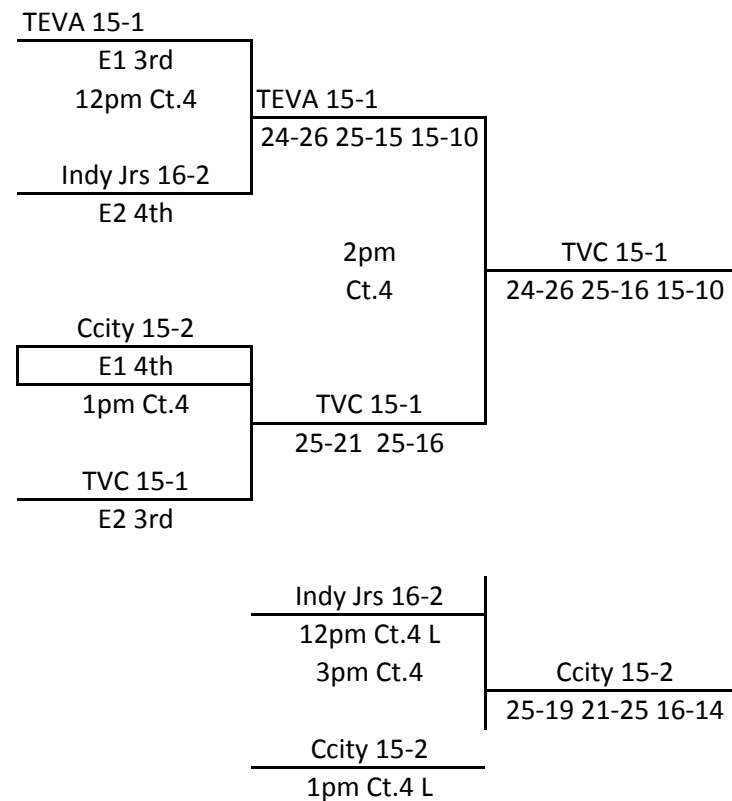 TEVA 15-1
E1 3rd
12pm Ct.4
TEVA 15-1
24-26 25-15 15-10
Indy Jrs 16-2
E2 4th
2pm
Ct.4
TVC 15-1
24-26 25-16 15-10
Ccity 15-2
E1 4th
1pm Ct.4
TVC 15-1
25-21 25-16
TVC 15-1
E2 3rd
Indy Jrs 16-2
12pm Ct.4 L
3pm Ct.4
Ccity 15-2
25-19 21-25 16-14
Ccity 15-2
1pm Ct.4 L